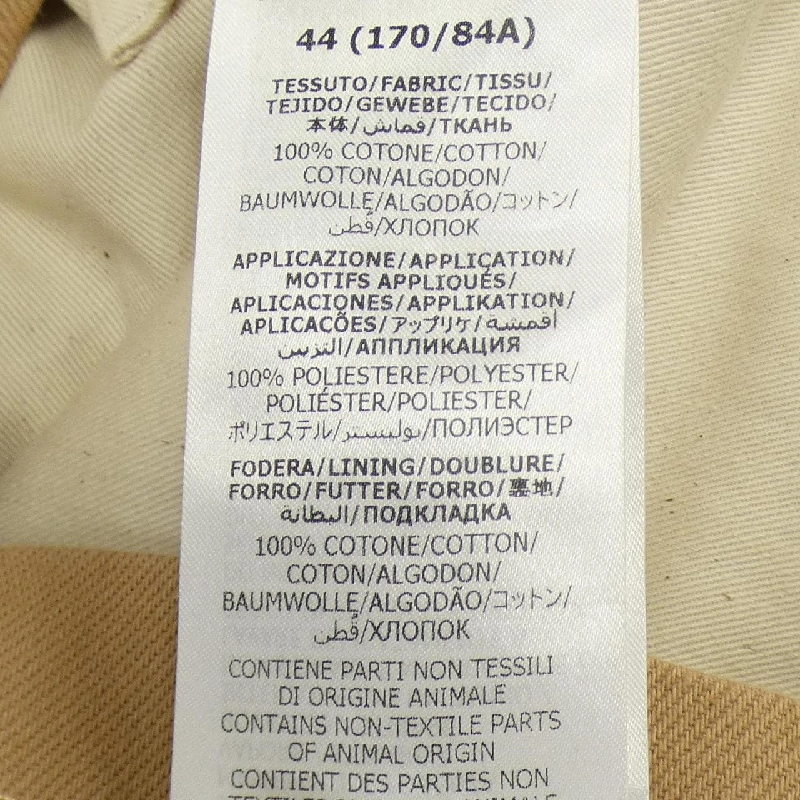 44 (170/84A)
TESSUTO/FABRIC/TISSU/
TEJIDO/GEWEBE/TECIDO/
本体/قماش/ТКАНЬ
100% COTONE/COTTON/
COTON/ALGODON/
BAUMWOLLE/ALGODÃO/コットン/
قُطن/ХЛОПОК
APPLICAZIONE/APPLICATION/
MOTIFS APPLIQUÉS/
APLICACIONES/APPLIKATION/
APLICACÕES/アップリケ/أقمشة
التزيين/АППЛИКАЦИЯ
100% POLIESTERE/POLYESTER/
POLIÉSTER/POLIESTER/
ポリエステル/بوليستر/ПОЛИЭСТЕР
FODERA/LINING/DOUBLURE/
FORRO/FUTTER/FORRO/裏地/
البطانة/ПОДКЛАДКА
100% COTONE/COTTON/
COTON/ALGODON/
BAUMWOLLE/ALGODÃO/コットン/
قُطن/ХЛОПОК
CONTIENE PARTI NON TESSILI
DI ORIGINE ANIMALE
CONTAINS NON-TEXTILE PARTS
OF ANIMAL ORIGIN
CONTIENT DES PARTIES NON